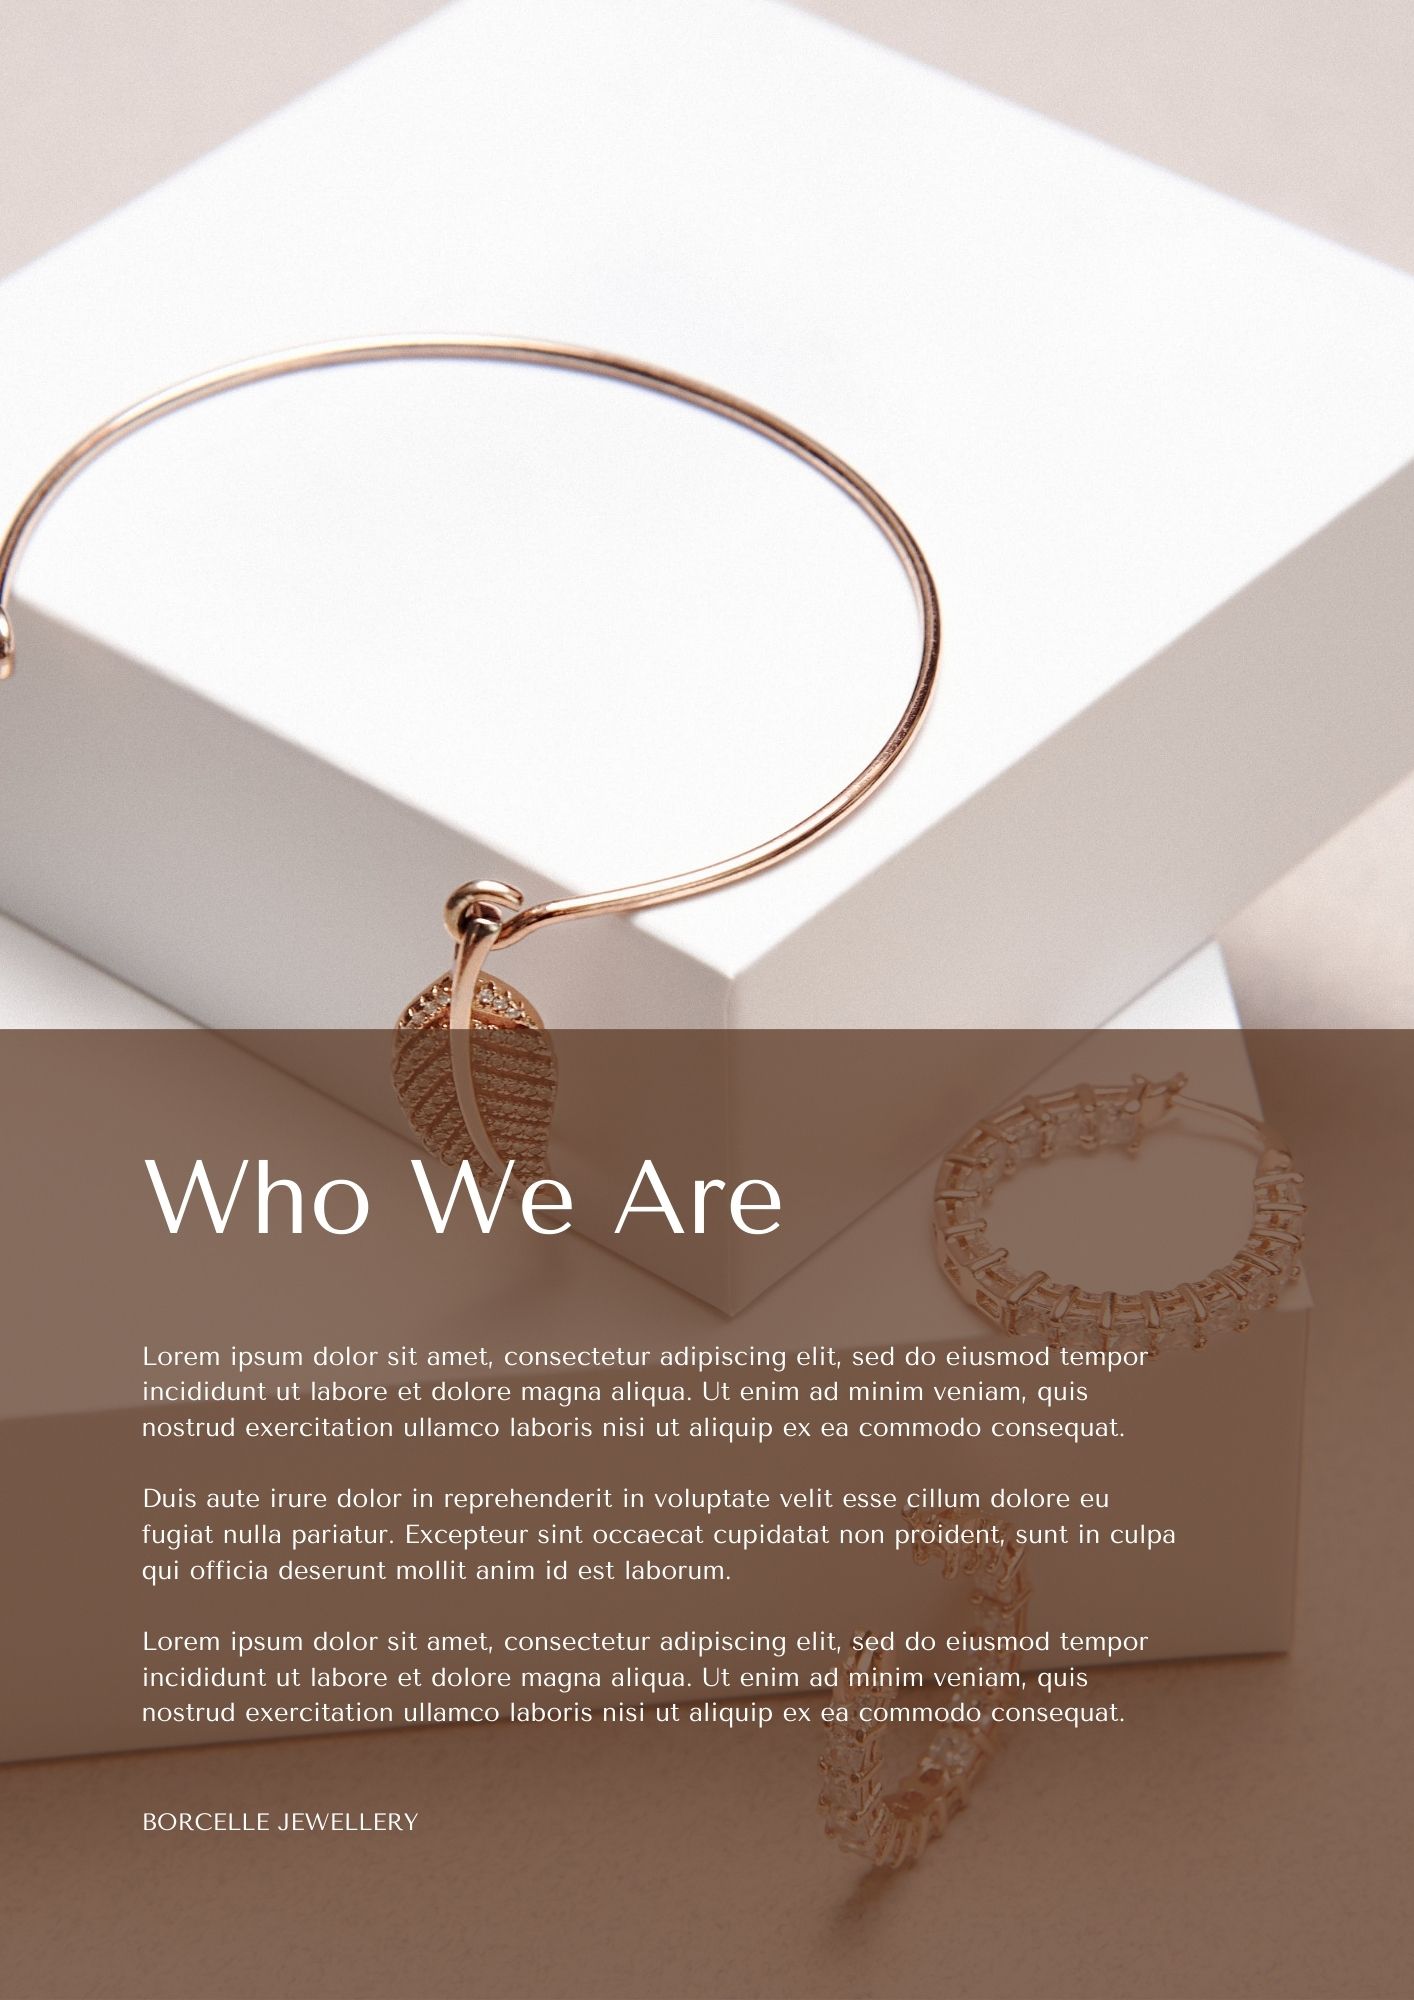 Who We Are
Lorem ipsum dolor sit amet, consectetur adipiscing elit, sed do eiusmod tempor
incididunt ut labore et dolore magna aliqua. Ut enim ad minim veniam, quis
nostrud exercitation ullamco laboris nisi ut aliquip ex ea commodo consequat.
Duis aute irure dolor in reprehenderit in voluptate velit esse cillum dolore eu
fugiat nulla pariatur. Excepteur sint occaecat cupidatat non proident, sunt in culpa
qui officia deserunt mollit anim id est laborum.
Lorem ipsum dolor sit amet, consectetur adipiscing elit, sed do eiusmod tempor
incididunt ut labore et dolore magna aliqua. Ut enim ad minim veniam, quis
nostrud exercitation ullamco laboris nisi ut aliquip ex ea commodo consequat.
BORCELLE JEWELLERY